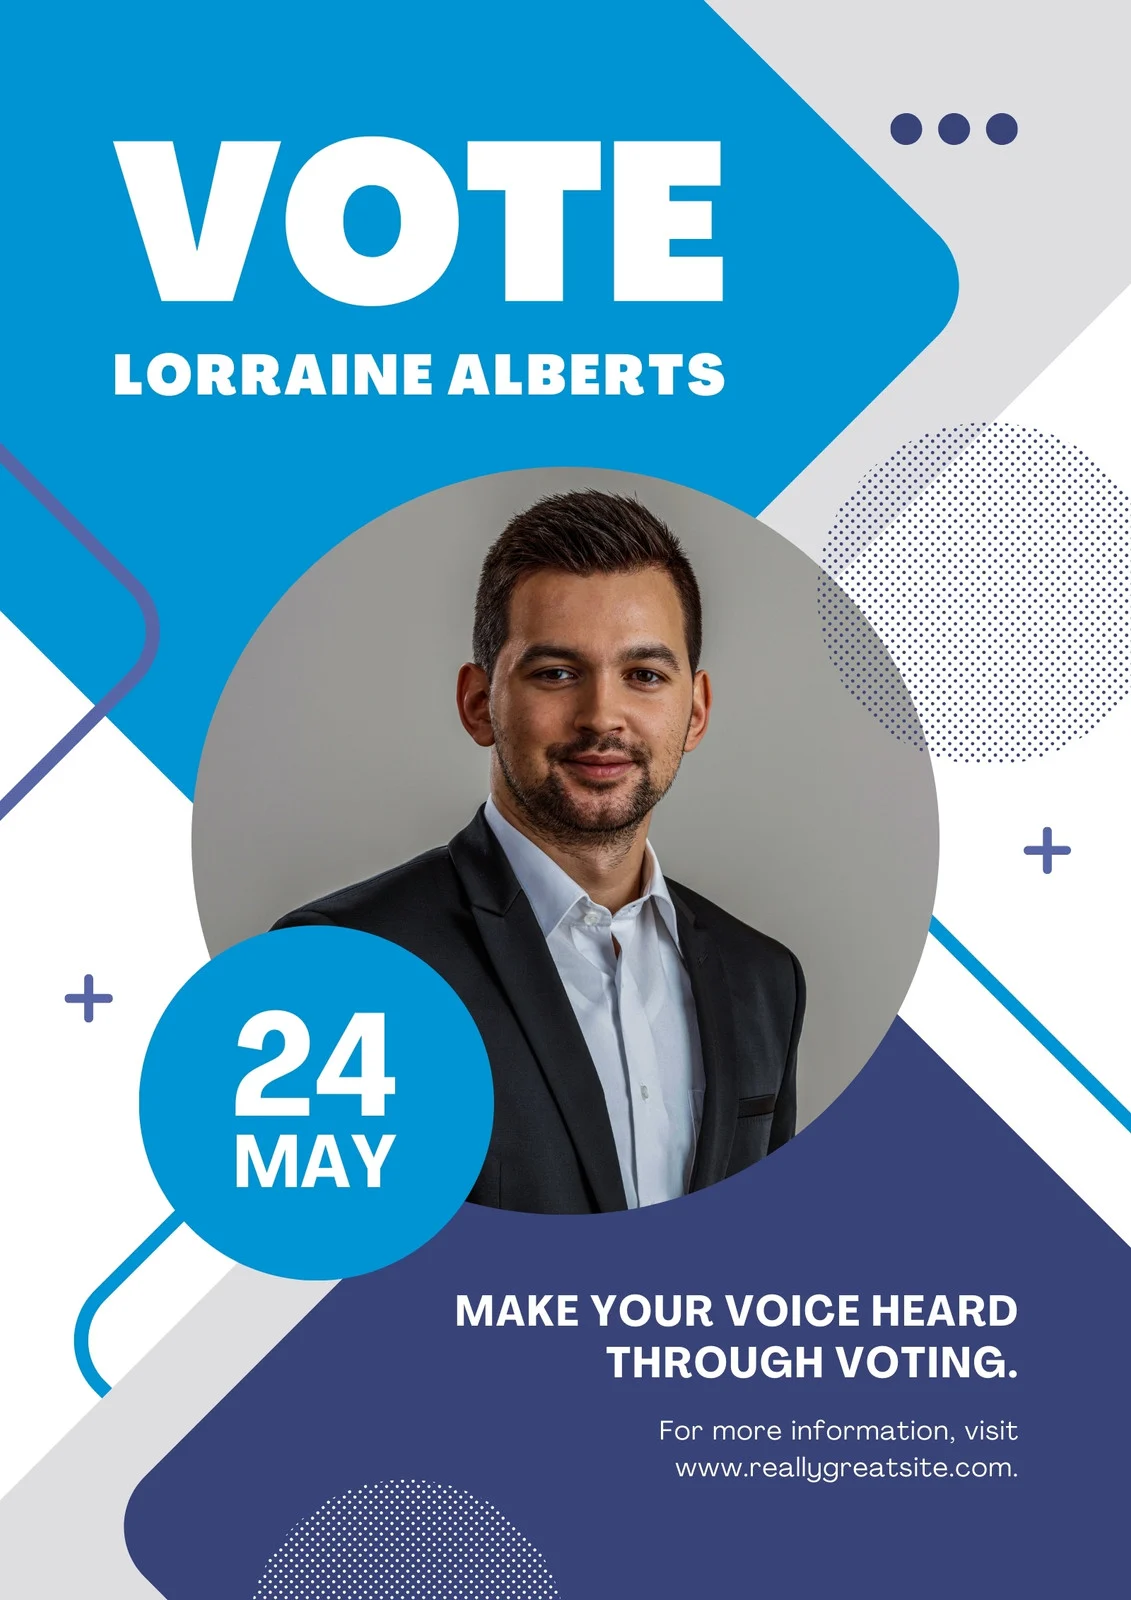 VOTE
LORRAINE ALBERTS
24
MAY
MAKE YOUR VOICE HEARD
THROUGH VOTING.
For more information, visit
www.reallygreatsite.com.